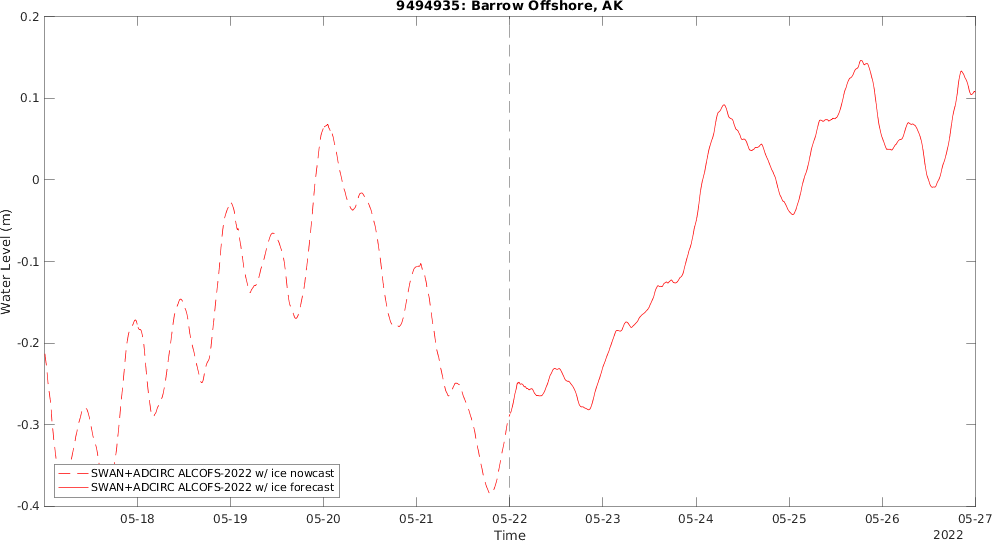 9494935: Barrow Offshore, AK
0.2
0.1
0
-0.1
-0.2
-0.3
-0.4
Water Level (m)
SWAN+ADCIRC ALCOFS-2022 w/ ice nowcast
SWAN+ADCIRC ALCOFS-2022 w/ ice forecast
05-18 05-19 05-20 05-21 05-22 05-23 05-24 05-25 05-26 05-27
Time
2022